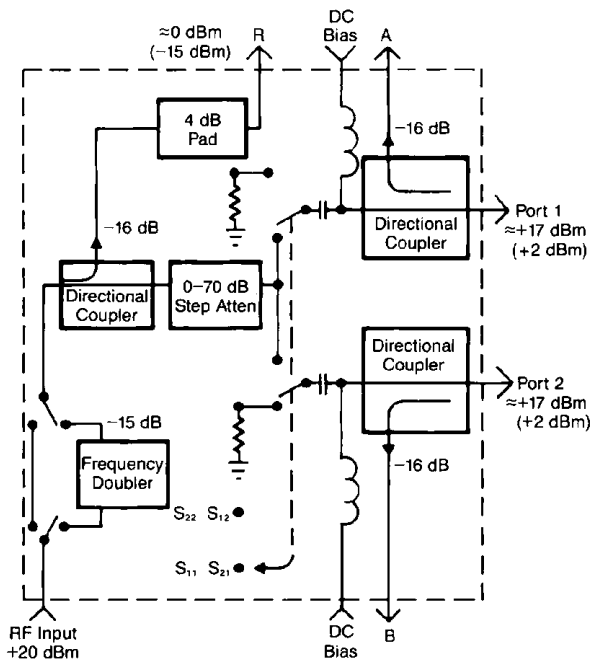 ≈0 dBm
(−15 dBm)
R
DC
Bias
A
4 dB
Pad
−16 dB
−16 dB
Directional
Coupler
Port 1
≈+17 dBm
(+2 dBm)
Directional
Coupler
0−70 dB
Step Atten
Directional
Coupler
Port 2
≈+17 dBm
(+2 dBm)
−15 dB
Frequency
Doubler
−16 dB
S22 S12
S11 S21
RF Input
+20 dBm
DC
Bias
B